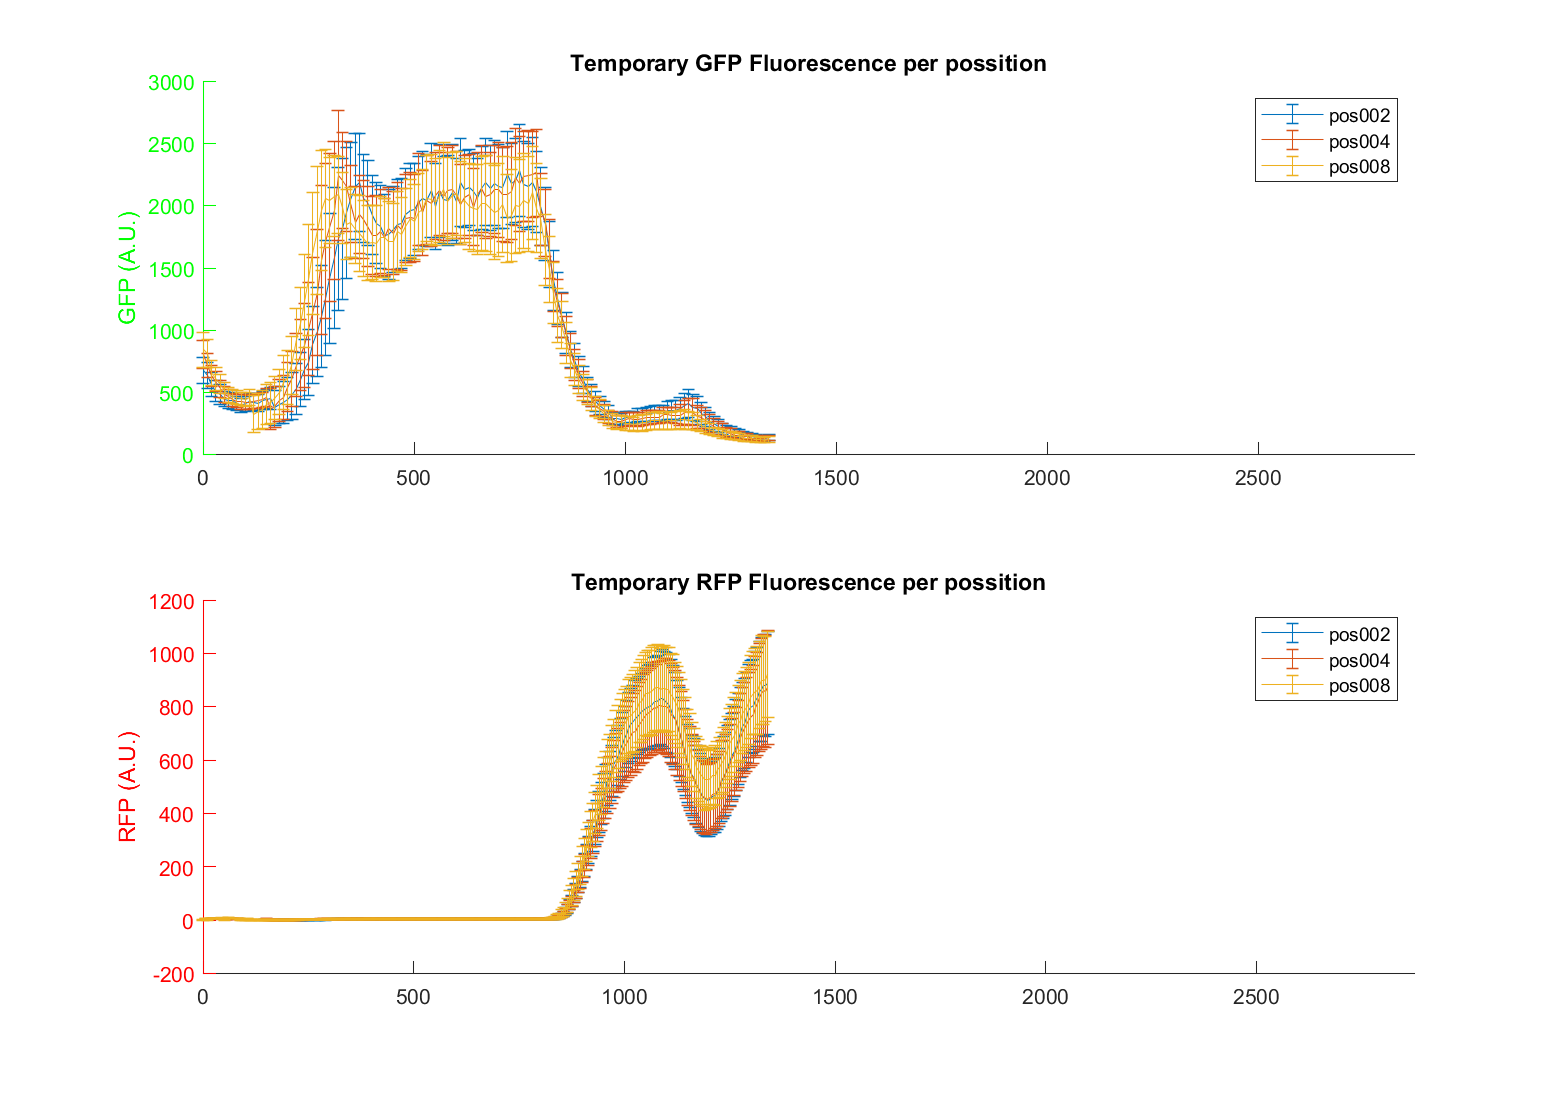 Temporary GFP Fluorescence per possition
3000
2500
2000
1500
1000
500
0
GFP (A.U.)
0 500 1000 1500 2000 2500
pos002
pos004
pos008
Temporary RFP Fluorescence per possition
1200
1000
800
600
400
200
0
-200
RFP (A.U.)
0 500 1000 1500 2000 2500
pos002
pos004
pos008